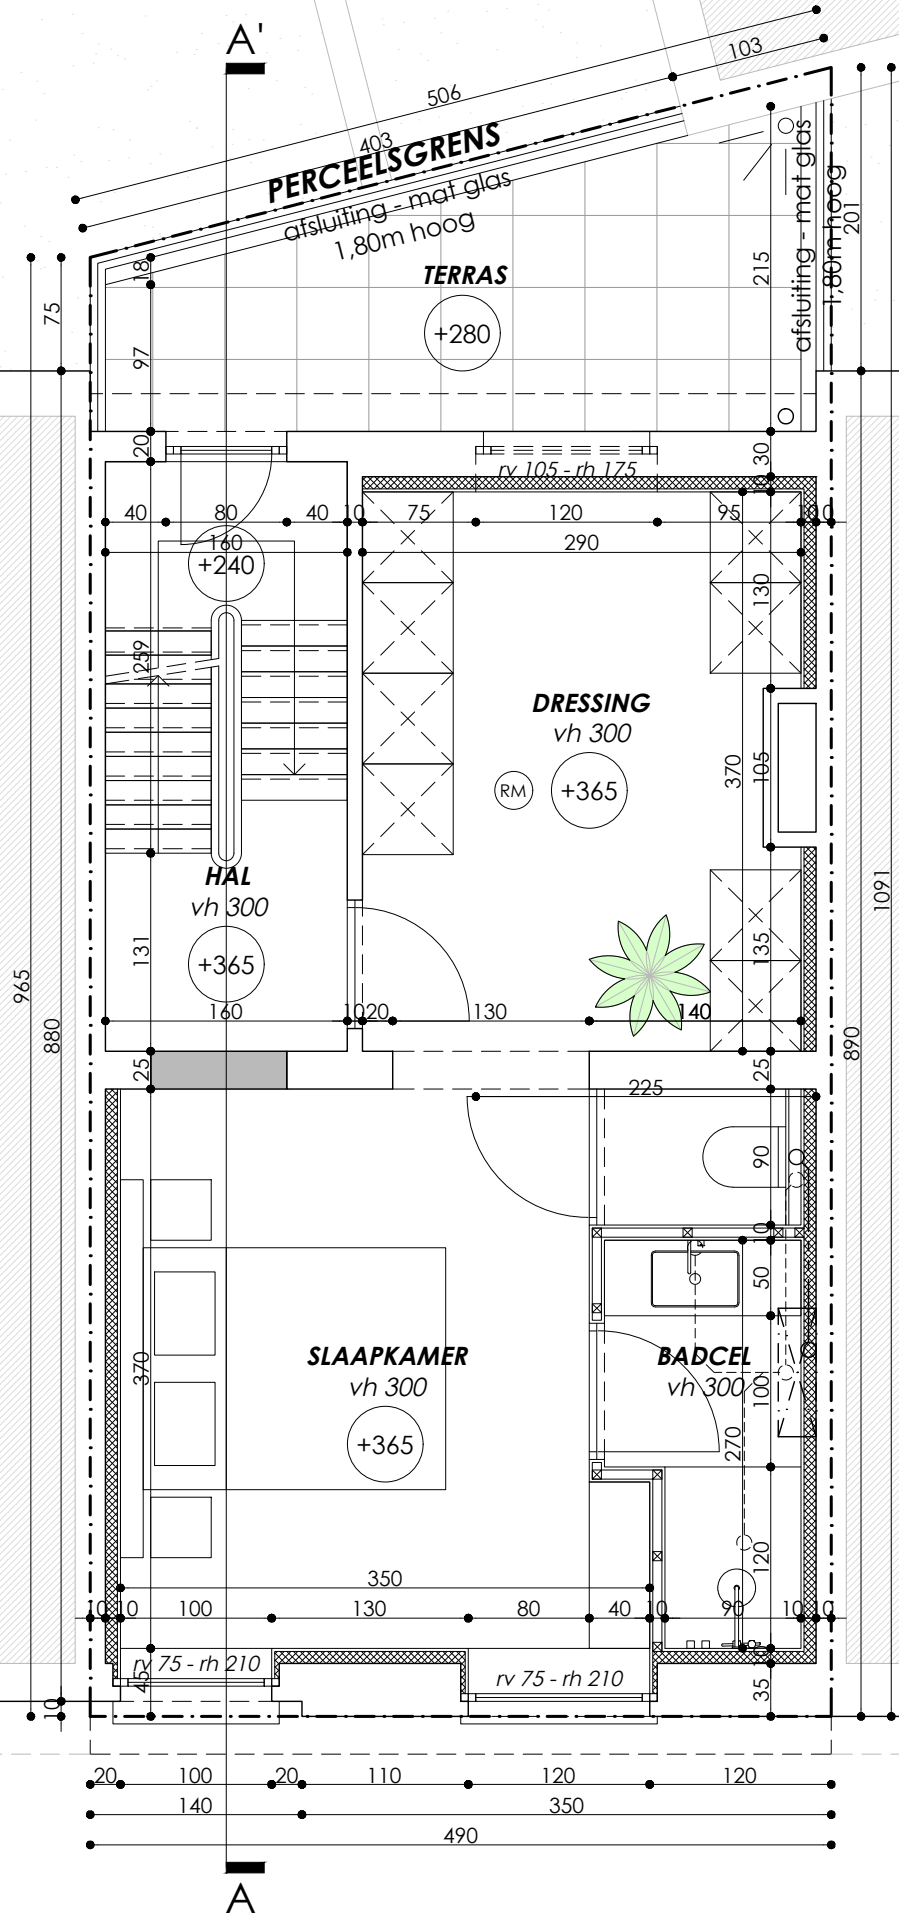 A'
103
506
403
PERCEELSGRENS
afsluiting - mat glas
1,80m hoog
afsluiting - mat glas
1,80m hoog
201
18
TERRAS
215
75
+280
97
20
30
rv 105 - rh 175
10
40 80 40 10 75 120 95 10 10
160 290
+240
130
259
DRESSING
vh 300
370
105
RM
+365
HAL
vh 300
1091
131
+365
135
965
160 10 20 130 140
880
890
25
25
225
90
10
50
SLAAPKAMER
vh 300
BADCEL
vh 300
370
100
+365
270
120
350
10 10 100 130 80 40 10 90 10 10
rv 75 - rh 210
rv 75 - rh 210
10
45
35
10
20 100 20 110 120 120
140 350
490
A